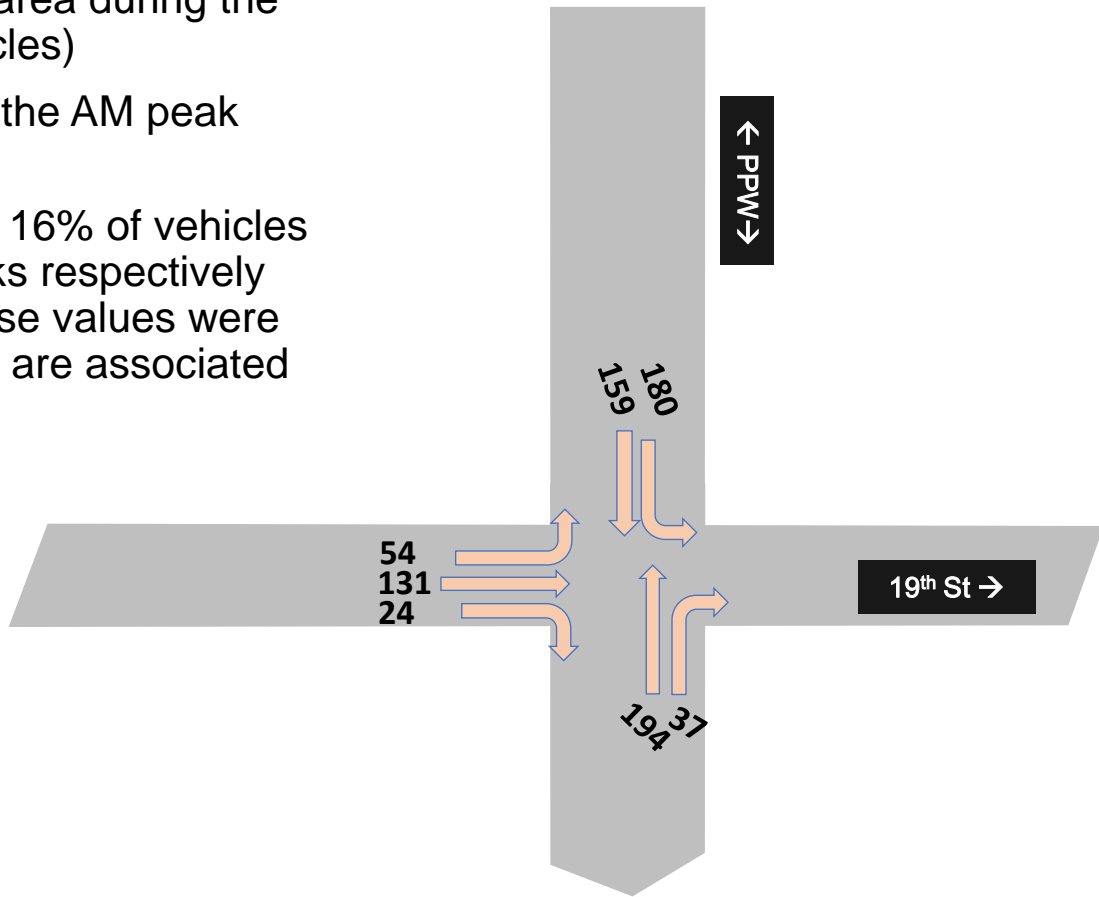 area during the
cles)
the AM peak
16% of vehicles
ks respectively
se values were
are associated
← PPW→
159
180
54
131
24
19th St →
194
37